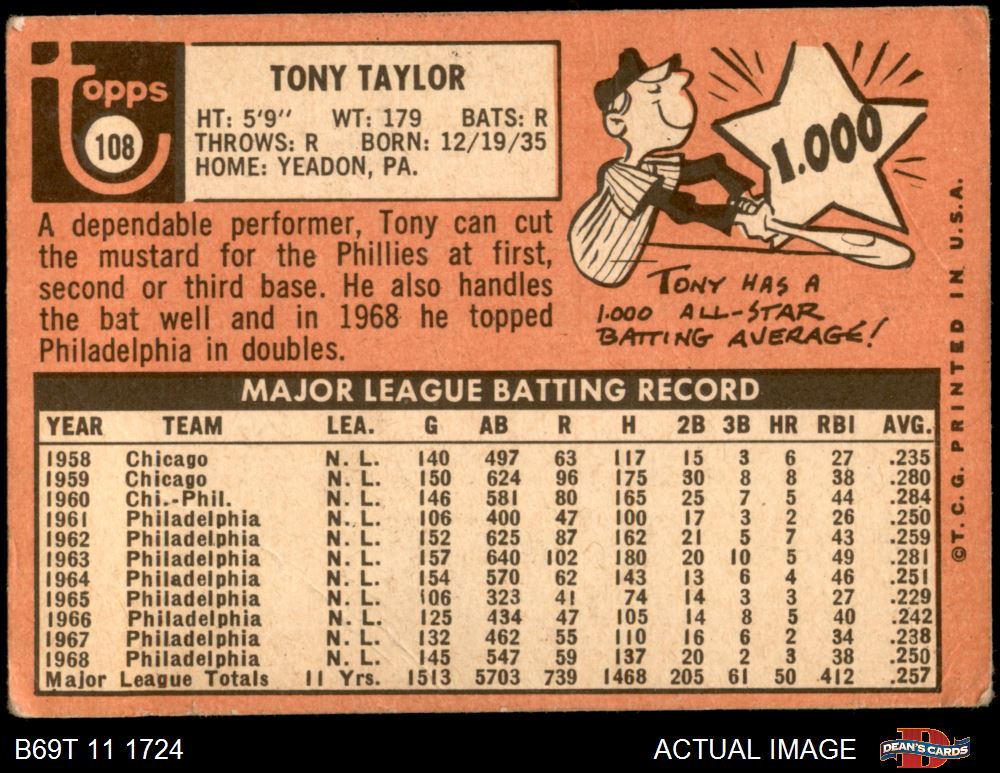 topps
108
TONY TAYLOR
HT: 5'9'' WT: 179 BATS: R
THROWS: R BORN: 12/19/35
HOME: YEADON, PA.
A dependable performer, Tony can cut
the mustard for the Phillies at first,
second or third base. He also handles
the bat well and in 1968 he topped
Philadelphia in doubles.
1.000
TONY HAS A
1.000 ALL-STAR
BATTING AVERAGE!
MAJOR LEAGUE BATTING RECORD
YEAR TEAM LEA. G AB R H 2B 3B HR RBI AVG.
1958 Chicago N. L. 140 497 63 117 15 3 6 27 .235
1959 Chicago N. L. 150 624 96 175 30 8 8 38 .280
1960 Chi.-Phil. N. L. 146 581 80 165 25 7 5 44 .284
1961 Philadelphia N. L. 106 400 47 100 17 3 2 26 .250
1962 Philadelphia N. L. 152 625 87 162 21 5 7 43 .259
1963 Philadelphia N. L. 157 640 102 180 20 10 5 49 .281
1964 Philadelphia N. L. 154 570 62 143 13 6 4 46 .251
1965 Philadelphia N. L. 106 323 41 74 14 3 3 27 .229
1966 Philadelphia N. L. 125 434 47 105 14 8 5 40 .242
1967 Philadelphia N. L. 132 462 55 110 16 6 2 34 .238
1968 Philadelphia N. L. 145 547 59 137 20 2 3 38 .250
Major League Totals 11 Yrs. 1513 5703 739 1468 205 61 50 412 .257
©T. C. G. PRINTED IN U.S.A.
B69T 11 1724
ACTUAL IMAGE
DEAN'S CARDS